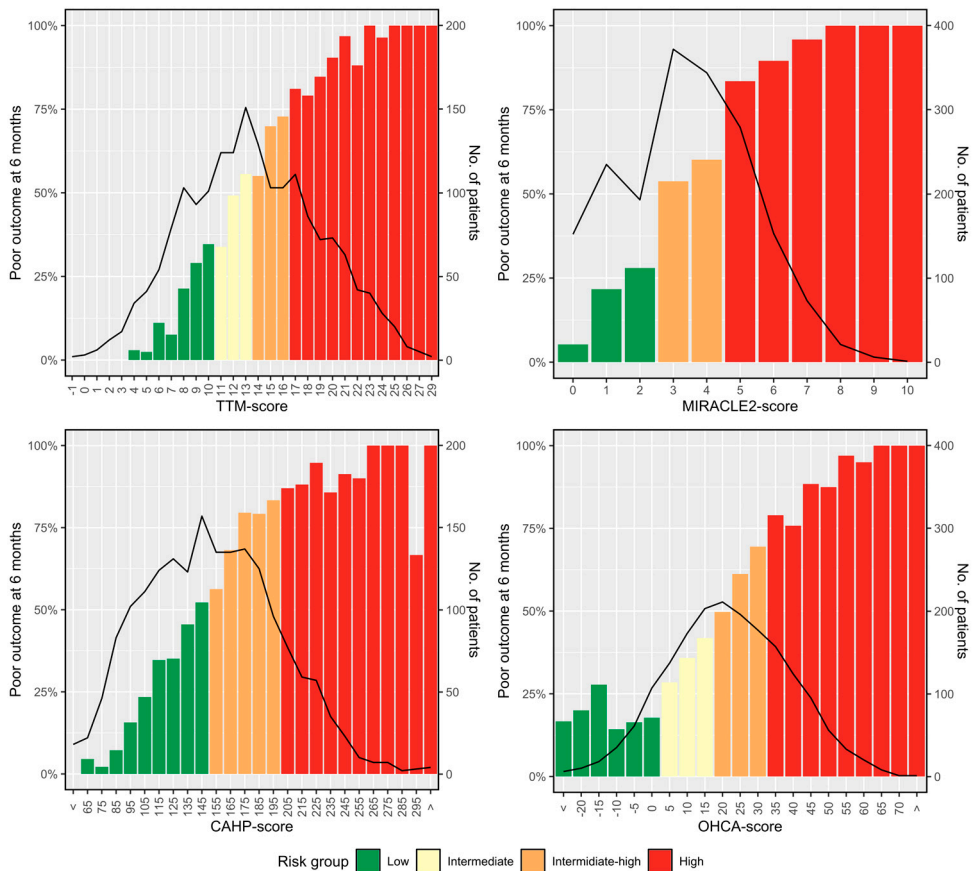 100%
75%
50%
25%
0%
Poor outcome at 6 months
200
150
100
50
0
No. of patients
-1 0 1 2 3 4 5 6 7 8 9 10 11 12 13 14 15 16 17 18 19 20 21 22 23 24 25 26 27 29
TTM-score
100%
75%
50%
25%
0%
Poor outcome at 6 months
400
300
200
100
0
No. of patients
0 1 2 3 4 5 6 7 8 9 10
MIRACLE2-score
100%
75%
50%
25%
0%
Poor outcome at 6 months
200
150
100
50
0
No. of patients
< 65 75 85 95 105 115 125 135 145 155 165 175 185 195 205 215 225 235 245 255 265 275 285 295 >
CAHP-score
100%
75%
50%
25%
0%
Poor outcome at 6 months
400
300
200
100
0
No. of patients
< -20 -15 -10 -5 0 5 10 15 20 25 30 35 40 45 50 55 60 65 70 >
OHCA-score
Risk group Low Intermediate Intermidiate-high High